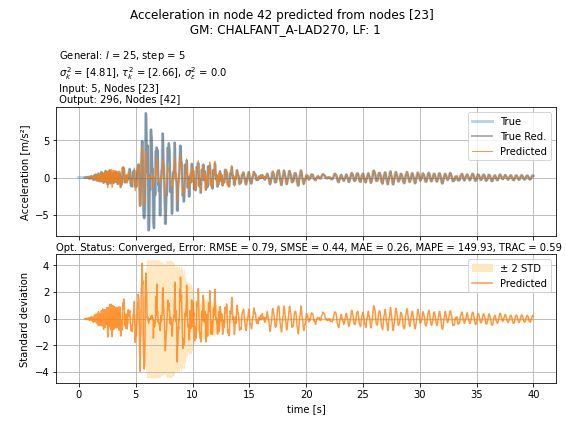 Acceleration in node 42 predicted from nodes [23]
GM: CHALFANT_A-LAD270, LF: 1
General: l = 25, step = 5
σ²ₖ = [4.81], τ²ₖ = [2.66], σ²ε = 0.0
Input: 5, Nodes [23]
Output: 296, Nodes [42]
Acceleration [m/s²]
5
0
−5
True
True Red.
Predicted
Opt. Status: Converged, Error: RMSE = 0.79, SMSE = 0.44, MAE = 0.26, MAPE = 149.93, TRAC = 0.59
Standard deviation
4
2
0
−2
−4
± 2 STD
Predicted
0 5 10 15 20 25 30 35 40
time [s]